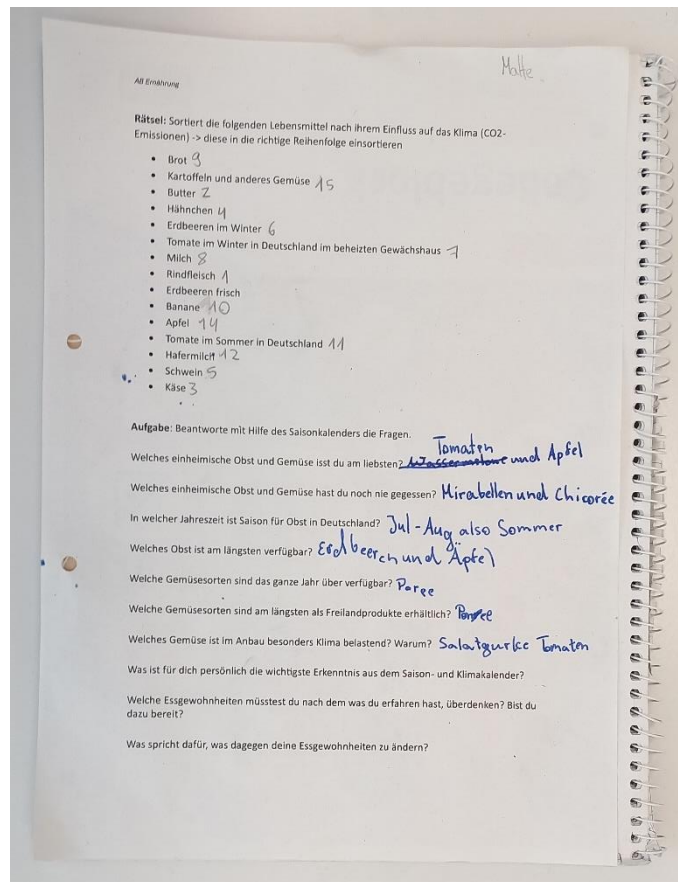 Malte
AB Ernährung
Rätsel: Sortiert die folgenden Lebensmittel nach ihrem Einfluss auf das Klima (CO2-
Emissionen) -> diese in die richtige Reihenfolge einsortieren
• Brot 9
• Kartoffeln und anderes Gemüse 15
• Butter 2
• Hähnchen 4
• Erdbeeren im Winter 6
• Tomate im Winter in Deutschland im beheizten Gewächshaus 7
• Milch 8
• Rindfleisch 1
• Erdbeeren frisch
• Banane 10
• Apfel 14
• Tomate im Sommer in Deutschland 11
• Hafermilch 12
• Schwein 5
• Käse 3
Aufgabe: Beantworte mit Hilfe des Saisonkalenders die Fragen.
Tomaten
Welches einheimische Obst und Gemüse isst du am liebsten? Wassermelone und Apfel
Welches einheimische Obst und Gemüse hast du noch nie gegessen? Mirabellen und Chicorée
In welcher Jahreszeit ist Saison für Obst in Deutschland? Jul-Aug also Sommer
Welches Obst ist am längsten verfügbar? Erdbeeren und Äpfel
Welche Gemüsesorten sind das ganze Jahr über verfügbar? Poree
Welche Gemüsesorten sind am längsten als Freilandprodukte erhältlich?
Welches Gemüse ist im Anbau besonders Klima belastend? Warum? Salatgurke Tomaten
Was ist für dich persönlich die wichtigste Erkenntnis aus dem Saison- und Klimakalender?
Welche Essgewohnheiten müsstest du nach dem was du erfahren hast, überdenken? Bist du
dazu bereit?
Was spricht dafür, was dagegen deine Essgewohnheiten zu ändern?